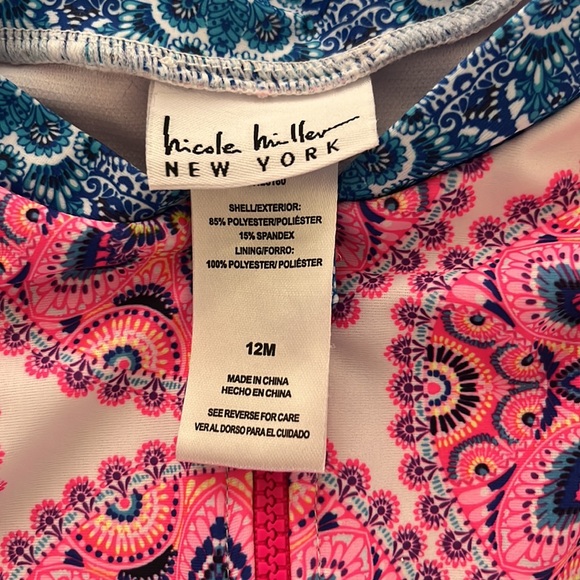 Nicole Miller
NEW YORK
SHELL/EXTERIOR:
85% POLYESTER/POLIÉSTER
15% SPANDEX
LINING/FORRO:
100% POLYESTER/ POLIÉSTER
12M
MADE IN CHINA
HECHO EN CHINA
SEE REVERSE FOR CARE
VER AL DORSO PARA EL CUIDADO